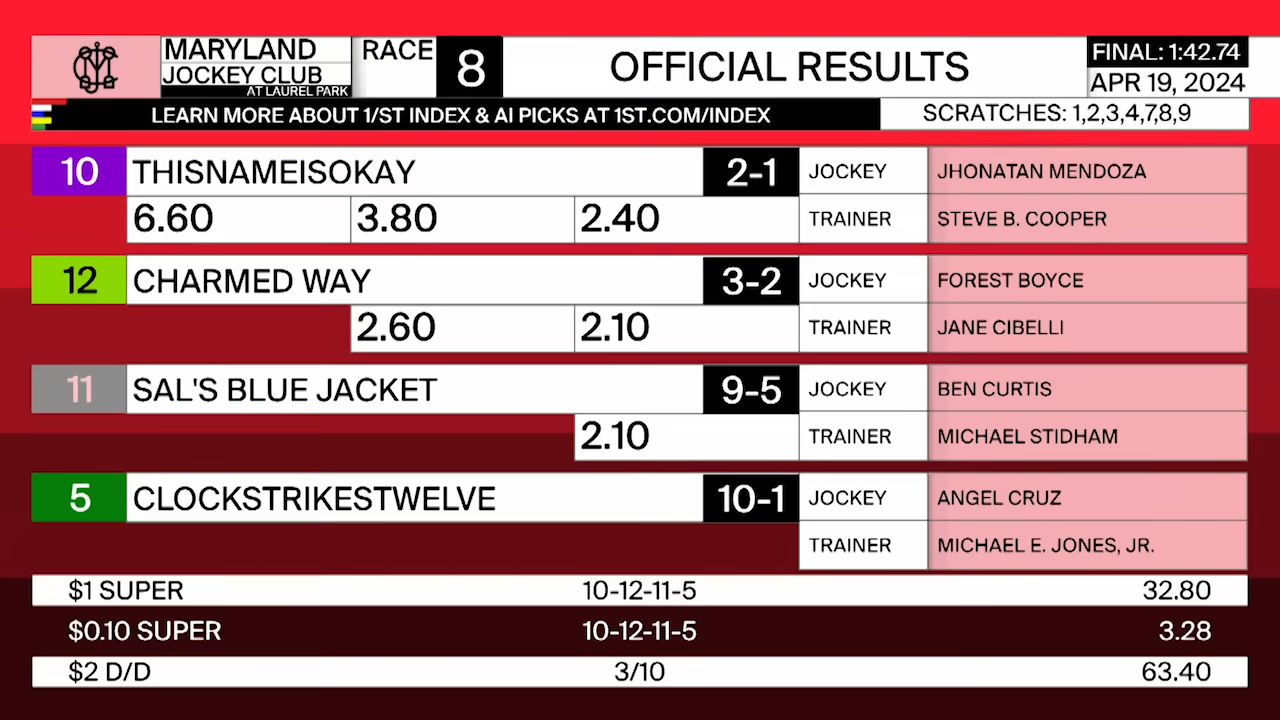 MARYLAND
JOCKEY CLUB
AT LAUREL PARK
RACE 8
OFFICIAL RESULTS
FINAL: 1:42.74
APR 19, 2024
LEARN MORE ABOUT 1/ST INDEX & AI PICKS AT 1ST.COM/INDEX
SCRATCHES: 1,2,3,4,7,8,9
10 THISNAMEISOKAY 2-1 JOCKEY JHONATAN MENDOZA
6.60 3.80 2.40 TRAINER STEVE B. COOPER
12 CHARMED WAY 3-2 JOCKEY FOREST BOYCE
2.60 2.10 TRAINER JANE CIBELLI
11 SAL'S BLUE JACKET 9-5 JOCKEY BEN CURTIS
2.10 TRAINER MICHAEL STIDHAM
5 CLOCKSTRIKESTWELVE 10-1 JOCKEY ANGEL CRUZ
TRAINER MICHAEL E. JONES, JR.
$1 SUPER 10-12-11-5 32.80
$0.10 SUPER 10-12-11-5 3.28
$2 D/D 3/10 63.40